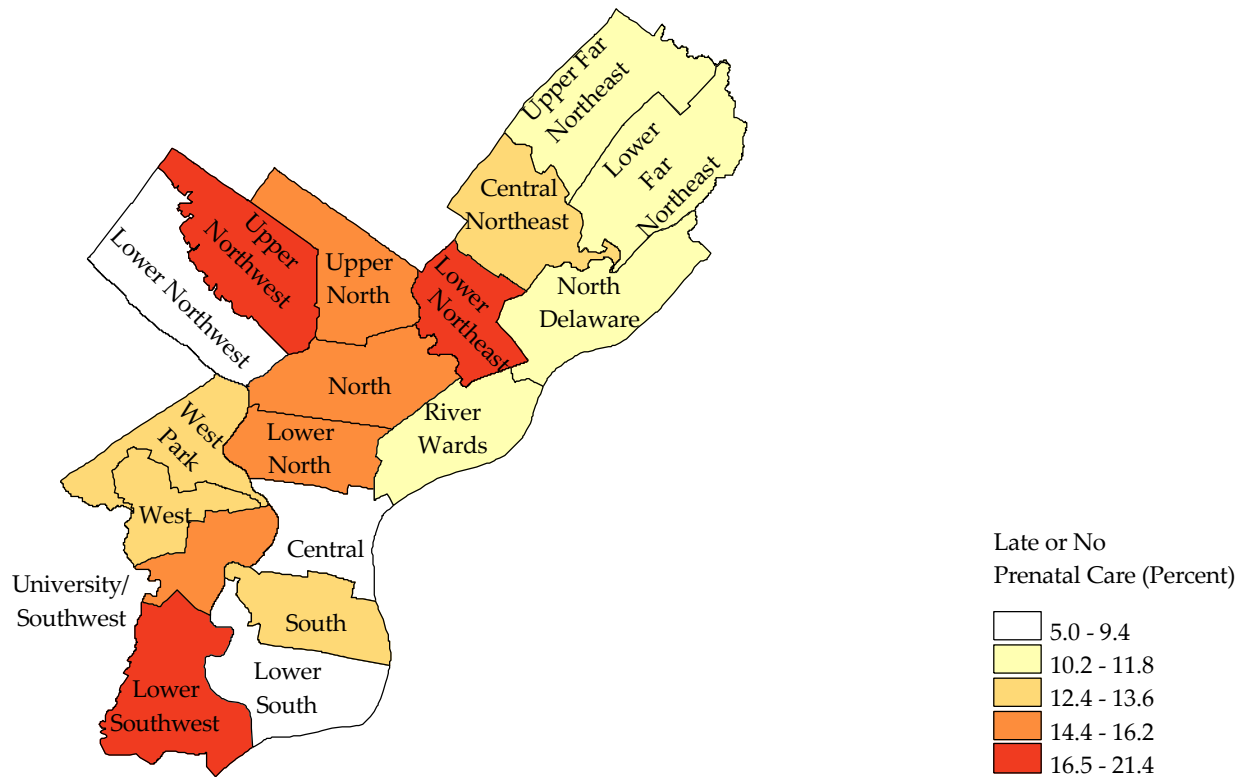 Upper Far
Northeast
Lower
Far
Northeast
Central
Northeast
Upper
Northwest
Lower Northwest
Upper
North
Lower
Northeast
North
Delaware
North
River
Wards
West
Park
Lower
North
West
Central
University/
Southwest
South
Lower
South
Lower
Southwest
Late or No
Prenatal Care (Percent)
5.0 - 9.4
10.2 - 11.8
12.4 - 13.6
14.4 - 16.2
16.5 - 21.4